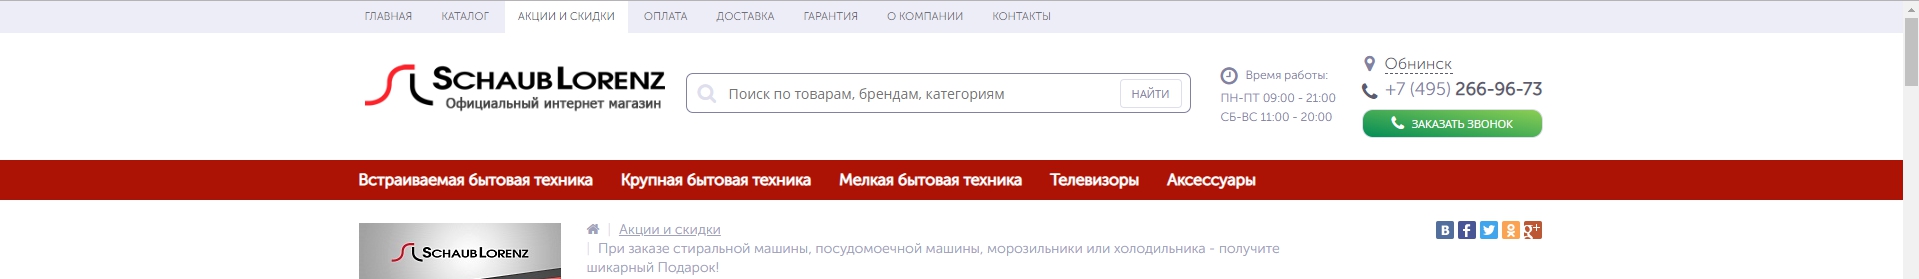 ГЛАВНАЯ КАТАЛОГ АКЦИИ И СКИДКИ ОПЛАТА ДОСТАВКА ГАРАНТИЯ О КОМПАНИИ КОНТАКТЫ
SCHAUB LORENZ
Официальный интернет магазин
Поиск по товарам, брендам, категориям
НАЙТИ
Время работы:
ПН-ПТ 09:00 - 21:00
СБ-ВС 11:00 - 20:00
Обнинск
+7 (495) 266-96-73
ЗАКАЗАТЬ ЗВОНОК
Встраиваемая бытовая техника Крупная бытовая техника Мелкая бытовая техника Телевизоры Аксессуары
SCHAUB LORENZ
Акции и скидки
При заказе стиральной машины, посудомоечной машины, морозильники или холодильника - получите
шикарный Подарок!